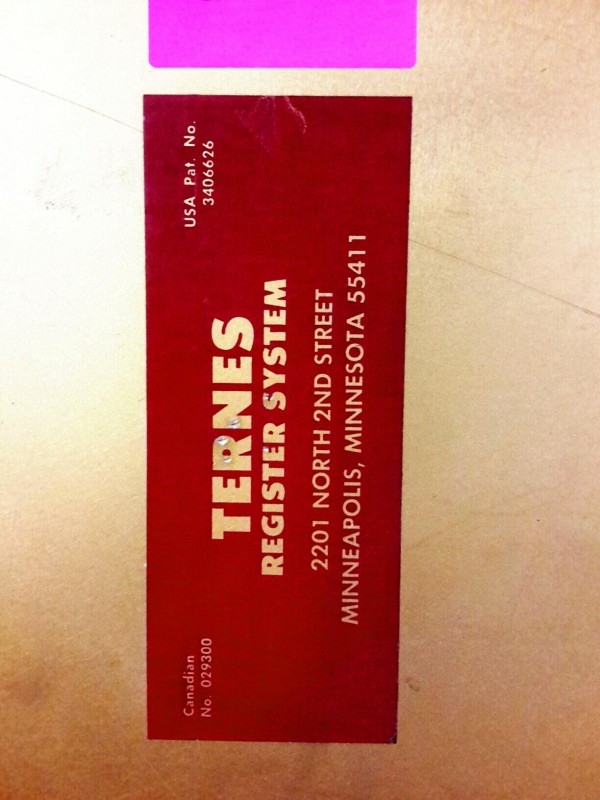 Canadian
No. 029300
USA Pat. No.
3406626
TERNES
REGISTER SYSTEM
2201 NORTH 2ND STREET
MINNEAPOLIS, MINNESOTA 55411